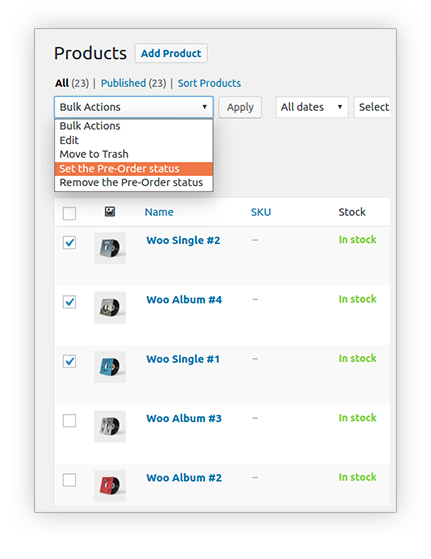 Products Add Product
All (23) | Published (23) | Sort Products
Bulk Actions Apply All dates Select
Bulk Actions
Edit
Move to Trash
Set the Pre-Order status
Remove the Pre-Order status
Name SKU Stock
Woo Single #2 – In stock
Woo Album #4 – In stock
Woo Single #1 – In stock
Woo Album #3 – In stock
Woo Album #2 – In stock